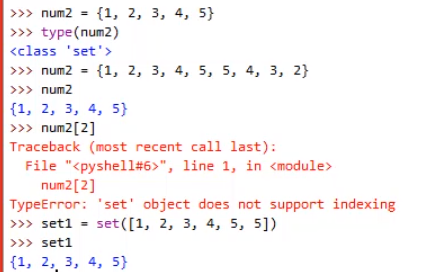 >>> num2 = {1, 2, 3, 4, 5}
>>> type(num2)
<class 'set'>
>>> num2 = {1, 2, 3, 4, 5, 5, 4, 3, 2}
>>> num2
{1, 2, 3, 4, 5}
>>> num2[2]
Traceback (most recent call last):
  File "<pyshell#6>", line 1, in <module>
    num2[2]
TypeError: 'set' object does not support indexing
>>> set1 = set([1, 2, 3, 4, 5, 5])
>>> set1
{1, 2, 3, 4, 5}